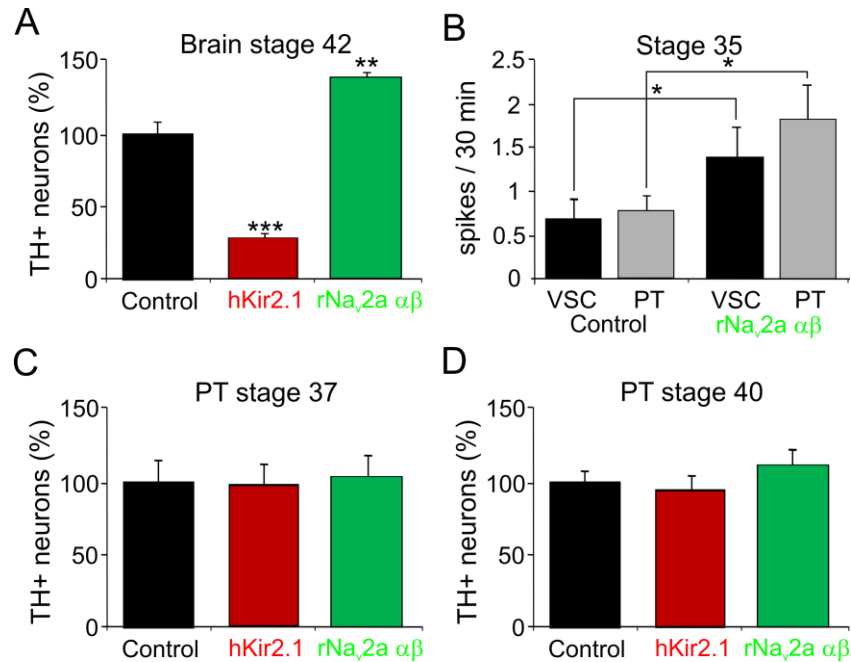 A
Brain stage 42
TH+ neurons (%)
150
100
50
0
**
***
Control
hKir2.1
rNaᵥ2a αβ
B
Stage 35
spikes / 30 min
2.5
2
1.5
1
0.5
0
*
*
VSC
PT
VSC
PT
Control
rNaᵥ2a αβ
C
PT stage 37
TH+ neurons (%)
150
100
50
0
Control
hKir2.1
rNaᵥ2a αβ
D
PT stage 40
TH+ neurons (%)
150
100
50
0
Control
hKir2.1
rNaᵥ2a αβ